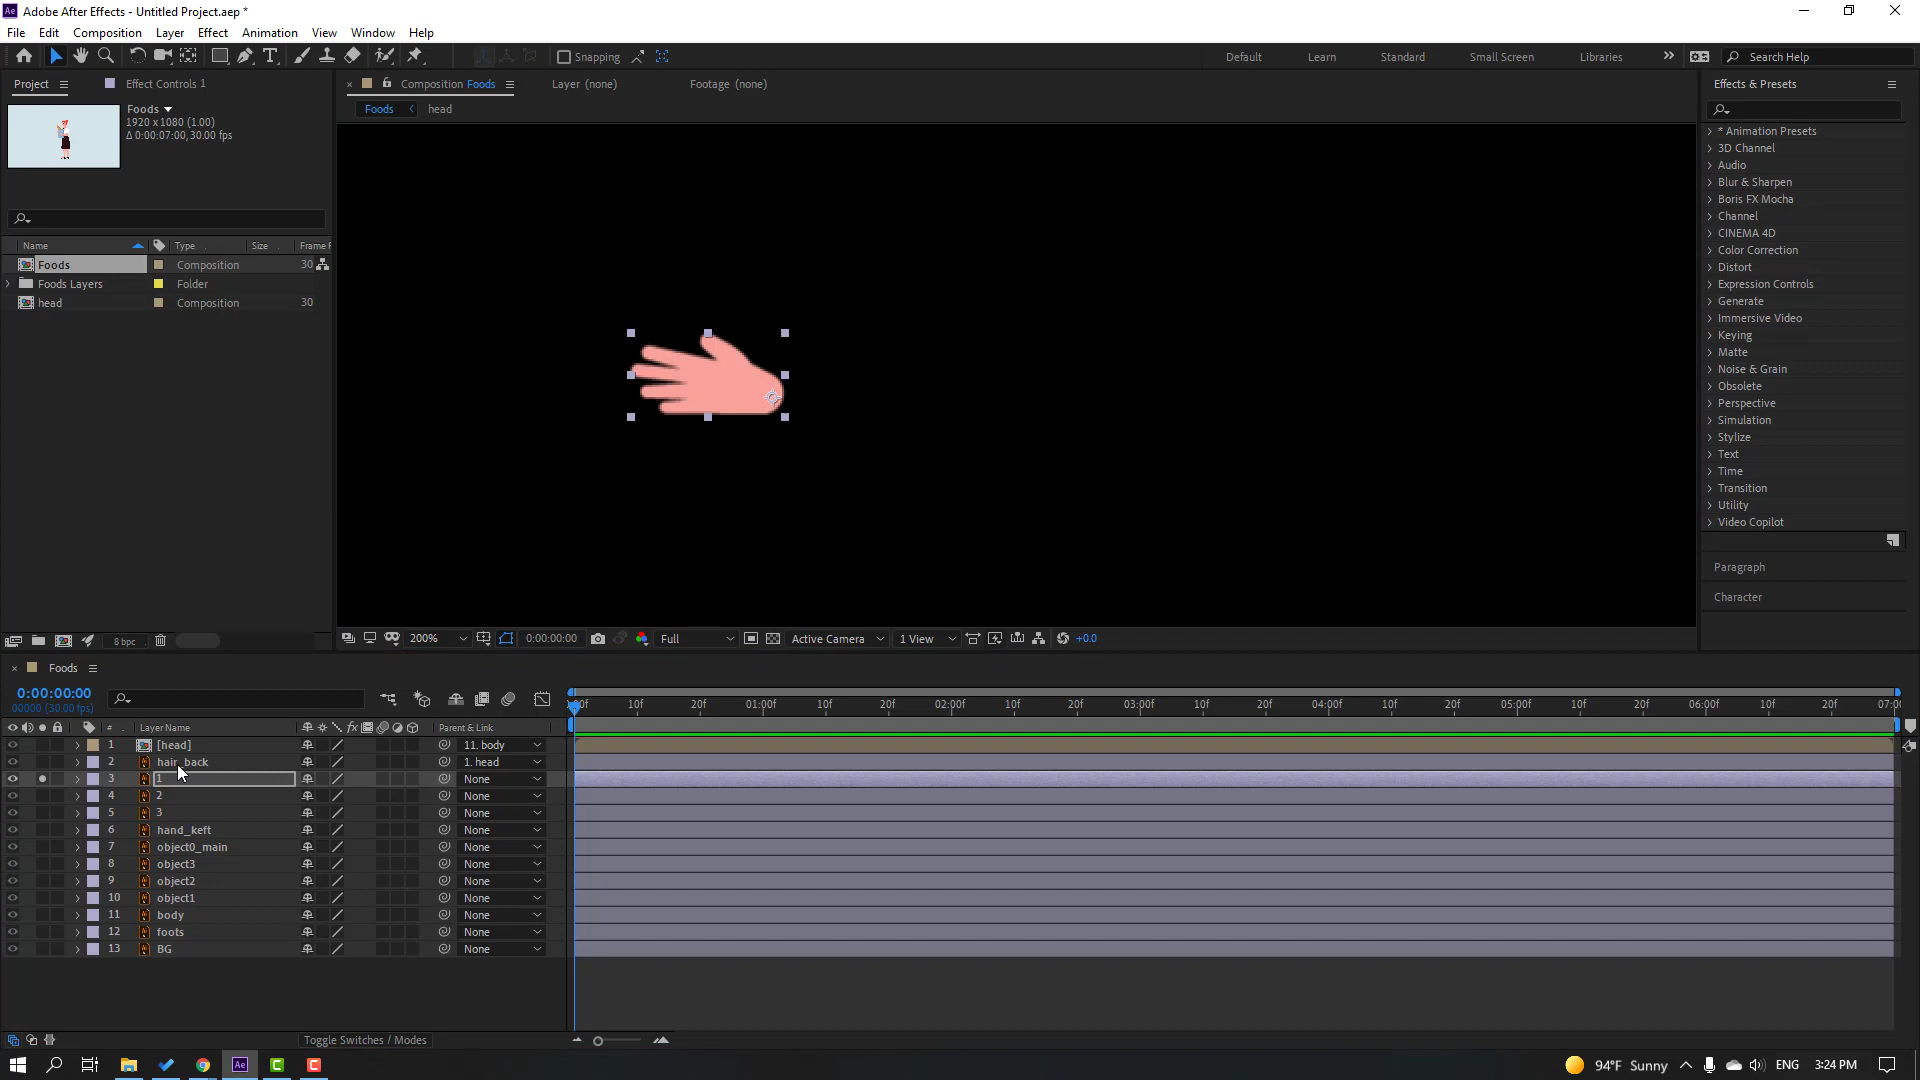 Adobe After Effects - Untitled Project.aep *
File Edit Composition Layer Effect Animation View Window Help
Snapping
Default Learn Standard Small Screen Libraries
Search Help
Project
Effect Controls 1
Composition Foods
Layer (none)
Footage (none)
Effects & Presets
Foods
1920 x 1080 (1.00)
Δ 0:00:07:00, 30.00 fps
Foods head
Name Type Size Frame R
Foods Composition 30
Foods Layers Folder
head Composition 30
* Animation Presets
3D Channel
Audio
Blur & Sharpen
Boris FX Mocha
Channel
CINEMA 4D
Color Correction
Distort
Expression Controls
Generate
Immersive Video
Keying
Matte
Noise & Grain
Obsolete
Perspective
Simulation
Stylize
Text
Time
Transition
Utility
Video Copilot
Paragraph
Character
8 bpc
200% 0:00:00:00 Full Active Camera 1 View +0.0
Foods
0:00:00:00
00000 (30.00 fps)
:00f 10f 20f 01:00f 10f 20f 02:00f 10f 20f 03:00f 10f 20f 04:00f 10f 20f 05:00f 10f 20f 06:00f 10f 20f 07:00
# Layer Name fx Parent & Link
1 [head] 11. body
2 hair_back 1. head
3 1 None
4 2 None
5 3 None
6 hand_keft None
7 object0_main None
8 object3 None
9 object2 None
10 object1 None
11 body None
12 foots None
13 BG None
Toggle Switches / Modes
94°F Sunny ENG 3:24 PM